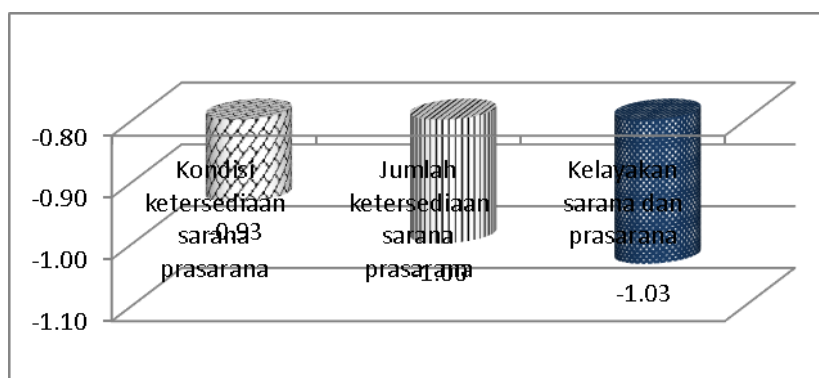 -0.80
-0.90
-1.00
-1.10
Kondisi
ketersediaan
sarana
prasarana
-0.93
Jumlah
ketersediaan
sarana
prasarana
-1.00
Kelayakan
sarana dan
prasarana
-1.03